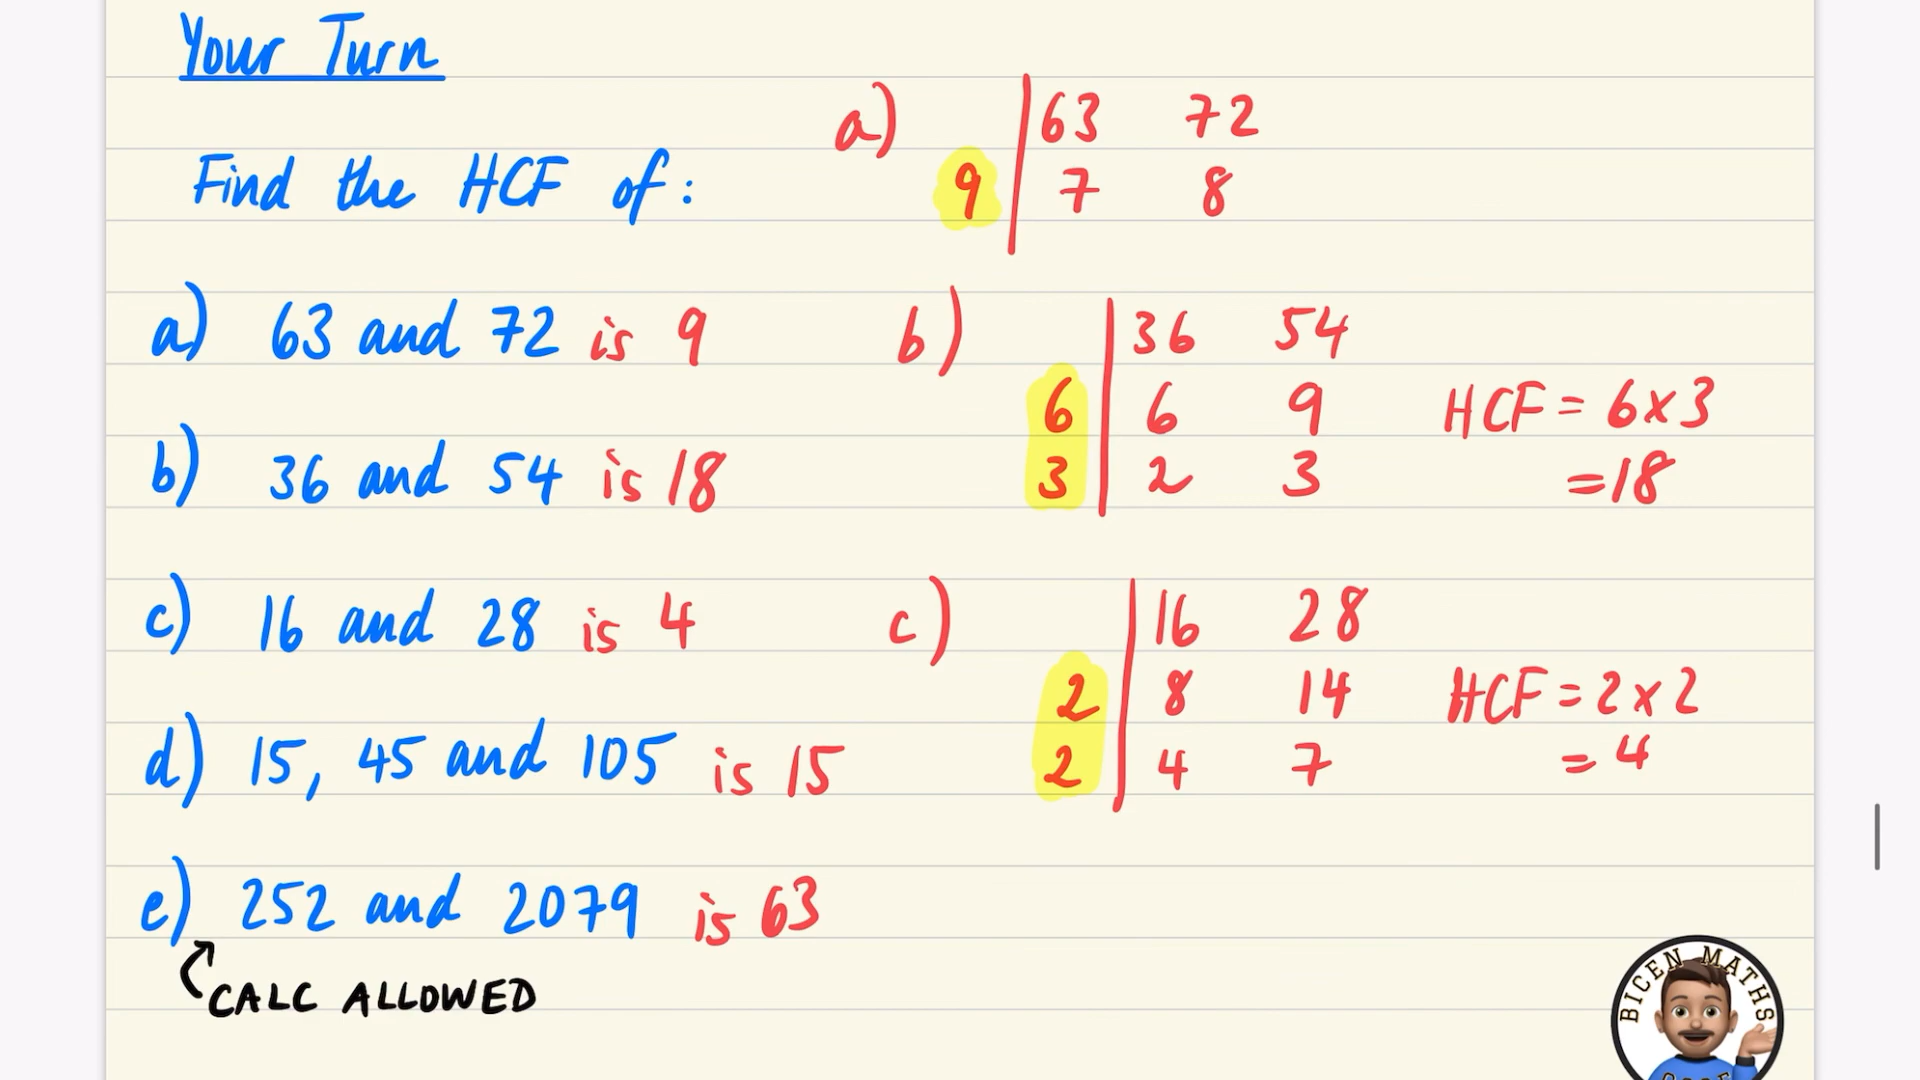 Your Turn
Find the HCF of:
a) 63 and 72 is 9
b) 36 and 54 is 18
c) 16 and 28 is 4
d) 15, 45 and 105 is 15
e) 252 and 2079 is 63
CALC ALLOWED
a) 63 72
9 7 8
b) 36 54
6 6 9 HCF = 6x3
3 2 3 =18
c) 16 28
2 8 14 HCF = 2x2
2 4 7 = 4
BICEN MATHS